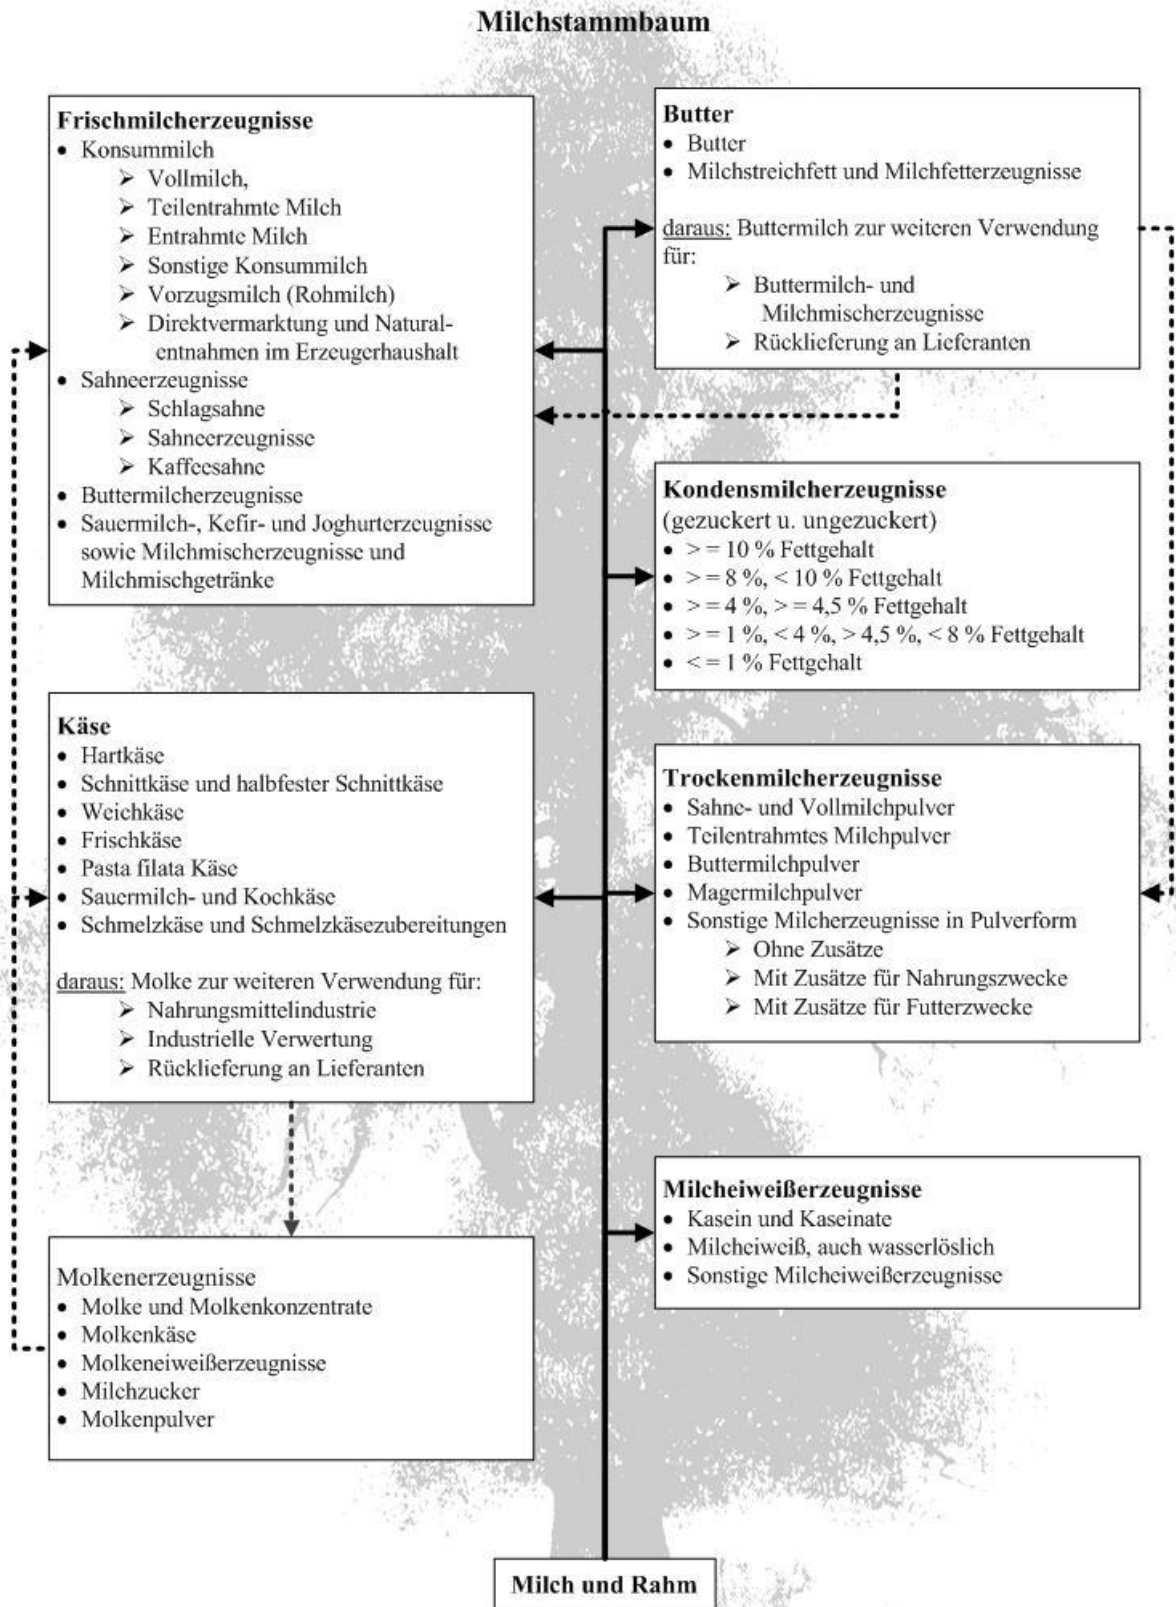 Milchstammbaum
Frischmilcherzeugnisse
• Konsummilch
➢ Vollmilch,
➢ Teilentrahmte Milch
➢ Entrahmte Milch
➢ Sonstige Konsummilch
➢ Vorzugsmilch (Rohmilch)
➢ Direktvermarktung und Natural-
entnahmen im Erzeugerhaushalt
• Sahneerzeugnisse
➢ Schlagsahne
➢ Sahneerzeugnisse
➢ Kaffeesahne
• Buttermilcherzeugnisse
• Sauermilch-, Kefir- und Joghurterzeugnisse
sowie Milchmischerzeugnisse und
Milchmischgetränke
Butter
• Butter
• Milchstreichfett und Milchfetterzeugnisse
daraus: Buttermilch zur weiteren Verwendung
für:
➢ Buttermilch- und
Milchmischerzeugnisse
➢ Rücklieferung an Lieferanten
Kondensmilcherzeugnisse
(gezuckert u. ungezuckert)
• > = 10 % Fettgehalt
• > = 8 %, < 10 % Fettgehalt
• > = 4 %, > = 4,5 % Fettgehalt
• > = 1 %, < 4 %, > 4,5 %, < 8 % Fettgehalt
• < = 1 % Fettgehalt
Käse
• Hartkäse
• Schnittkäse und halbfester Schnittkäse
• Weichkäse
• Frischkäse
• Pasta filata Käse
• Sauermilch- und Kochkäse
• Schmelzkäse und Schmelzkäsezubereitungen
daraus: Molke zur weiteren Verwendung für:
➢ Nahrungsmittelindustrie
➢ Industrielle Verwertung
➢ Rücklieferung an Lieferanten
Trockenmilcherzeugnisse
• Sahne- und Vollmilchpulver
• Teilentrahmtes Milchpulver
• Buttermilchpulver
• Magermilchpulver
• Sonstige Milcherzeugnisse in Pulverform
➢ Ohne Zusätze
➢ Mit Zusätze für Nahrungszwecke
➢ Mit Zusätze für Futterzwecke
Milcheiweißerzeugnisse
• Kasein und Kaseinate
• Milcheiweiß, auch wasserlöslich
• Sonstige Milcheiweißerzeugnisse
Molkenerzeugnisse
• Molke und Molkenkonzentrate
• Molkenkäse
• Molkeneiweißerzeugnisse
• Milchzucker
• Molkenpulver
Milch und Rahm